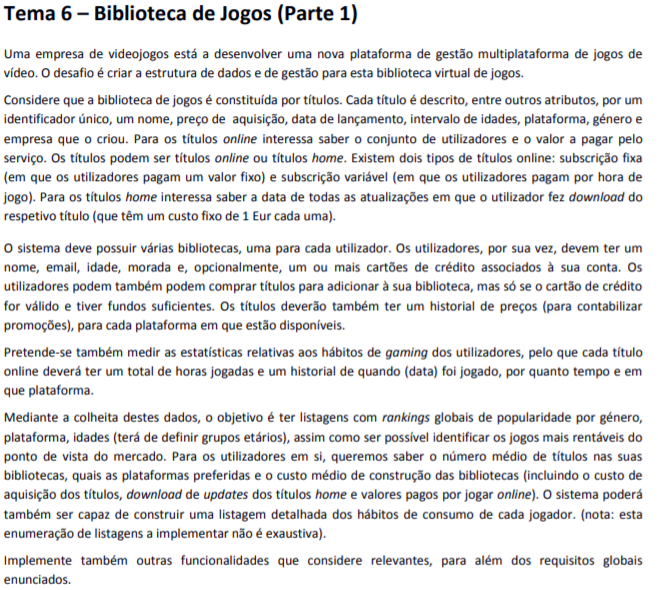 Tema 6 – Biblioteca de Jogos (Parte 1)
Uma empresa de videojogos está a desenvolver uma nova plataforma de gestão multiplataforma de jogos de
vídeo. O desafio é criar a estrutura de dados e de gestão para esta biblioteca virtual de jogos.
Considere que a biblioteca de jogos é constituída por títulos. Cada título é descrito, entre outros atributos, por um
identificador único, um nome, preço de aquisição, data de lançamento, intervalo de idades, plataforma, género e
empresa que o criou. Para os títulos online interessa saber o conjunto de utilizadores e o valor a pagar pelo
serviço. Os títulos podem ser títulos online ou títulos home. Existem dois tipos de títulos online: subscrição fixa
(em que os utilizadores pagam um valor fixo) e subscrição variável (em que os utilizadores pagam por hora de
jogo). Para os títulos home interessa saber a data de todas as atualizações em que o utilizador fez download do
respetivo título (que têm um custo fixo de 1 Eur cada uma).
O sistema deve possuir várias bibliotecas, uma para cada utilizador. Os utilizadores, por sua vez, devem ter um
nome, email, idade, morada e, opcionalmente, um ou mais cartões de crédito associados à sua conta. Os
utilizadores podem também podem comprar títulos para adicionar à sua biblioteca, mas só se o cartão de crédito
for válido e tiver fundos suficientes. Os títulos deverão também ter um historial de preços (para contabilizar
promoções), para cada plataforma em que estão disponíveis.
Pretende-se também medir as estatísticas relativas aos hábitos de gaming dos utilizadores, pelo que cada título
online deverá ter um total de horas jogadas e um historial de quando (data) foi jogado, por quanto tempo e em
que plataforma.
Mediante a colheita destes dados, o objetivo é ter listagens com rankings globais de popularidade por género,
plataforma, idades (terá de definir grupos etários), assim como ser possível identificar os jogos mais rentáveis do
ponto de vista do mercado. Para os utilizadores em si, queremos saber o número médio de títulos nas suas
bibliotecas, quais as plataformas preferidas e o custo médio de construção das bibliotecas (incluindo o custo de
aquisição dos títulos, download de updates dos títulos home e valores pagos por jogar online). O sistema poderá
também ser capaz de construir uma listagem detalhada dos hábitos de consumo de cada jogador. (nota: esta
enumeração de listagens a implementar não é exaustiva).
Implemente também outras funcionalidades que considere relevantes, para além dos requisitos globais
enunciados.